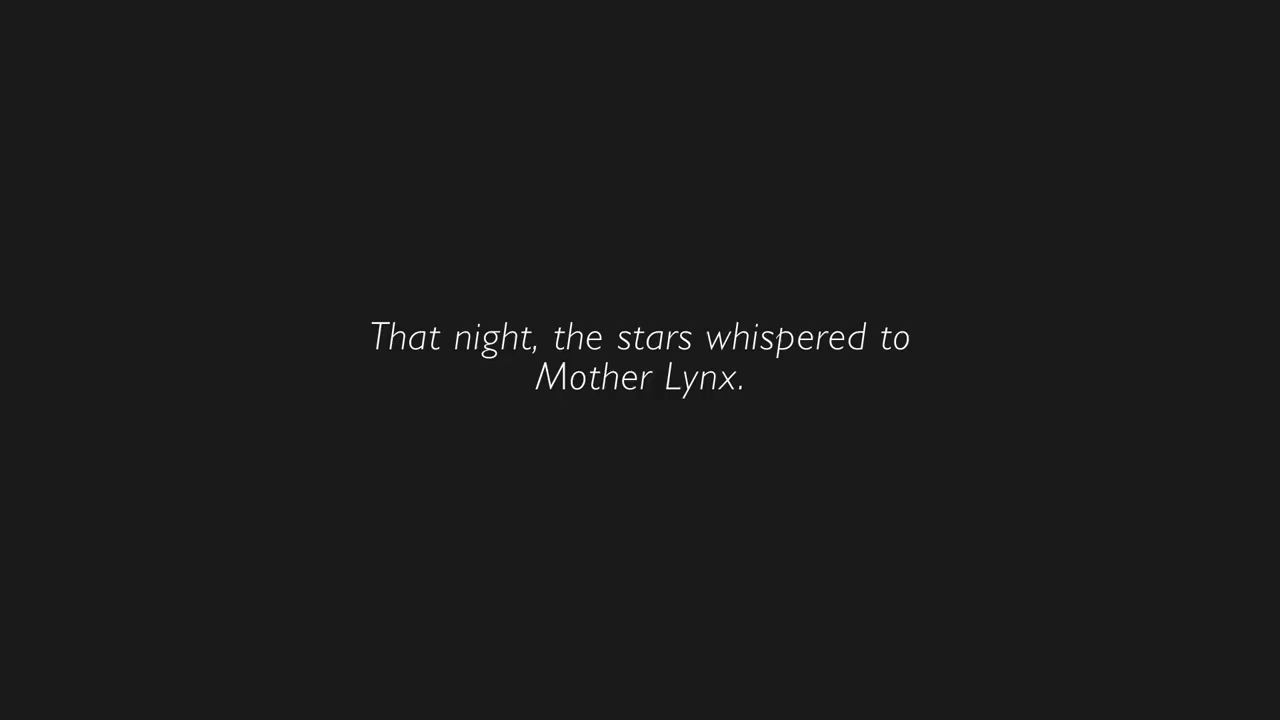 That night, the stars whispered to
Mother Lynx.